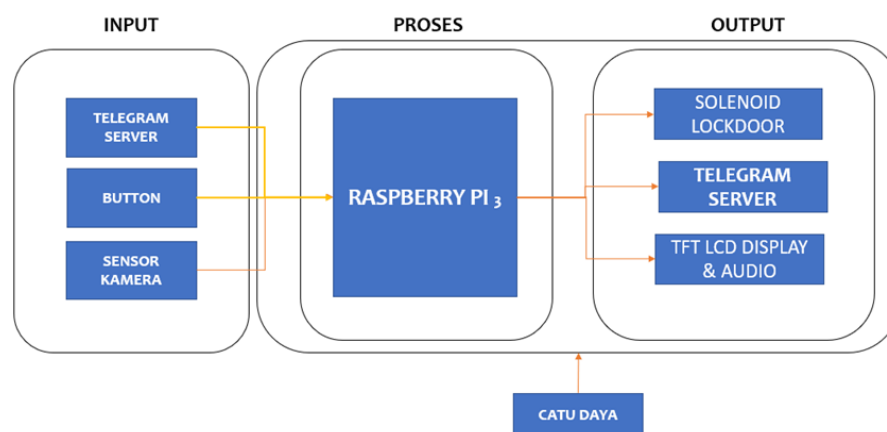 INPUT
PROSES
OUTPUT
TELEGRAM
SERVER
BUTTON
SENSOR
KAMERA
RASPBERRY PI 3
SOLENOID
LOCKDOOR
TELEGRAM
SERVER
TFT LCD DISPLAY
& AUDIO
CATU DAYA